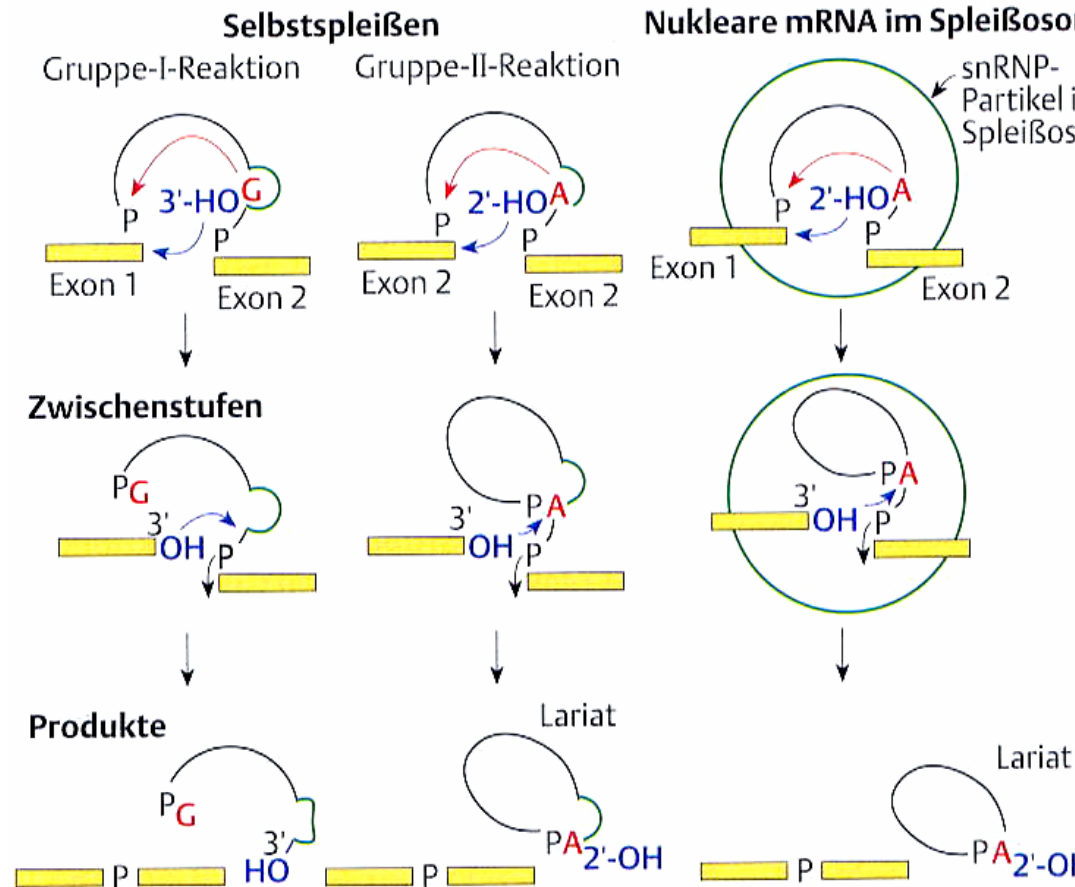 Selbstspleißen
Nukleare mRNA im Spleißosor
Gruppe-I-Reaktion
Gruppe-II-Reaktion
snRNP-
Partikel i
Spleißos
P
3'-HO
G
P
Exon 1
Exon 2
P
2'-HO
A
P
Exon 2
Exon 2
P
2'-HO
A
P
Exon 1
Exon 2
Zwischenstufen
P
G
3'
OH
P
P
A
3'
OH
P
P
A
3'
OH
P
Produkte
P
G
3'
HO
P
Lariat
P
A
2'-OH
P
Lariat
P
A
2'-OH
P